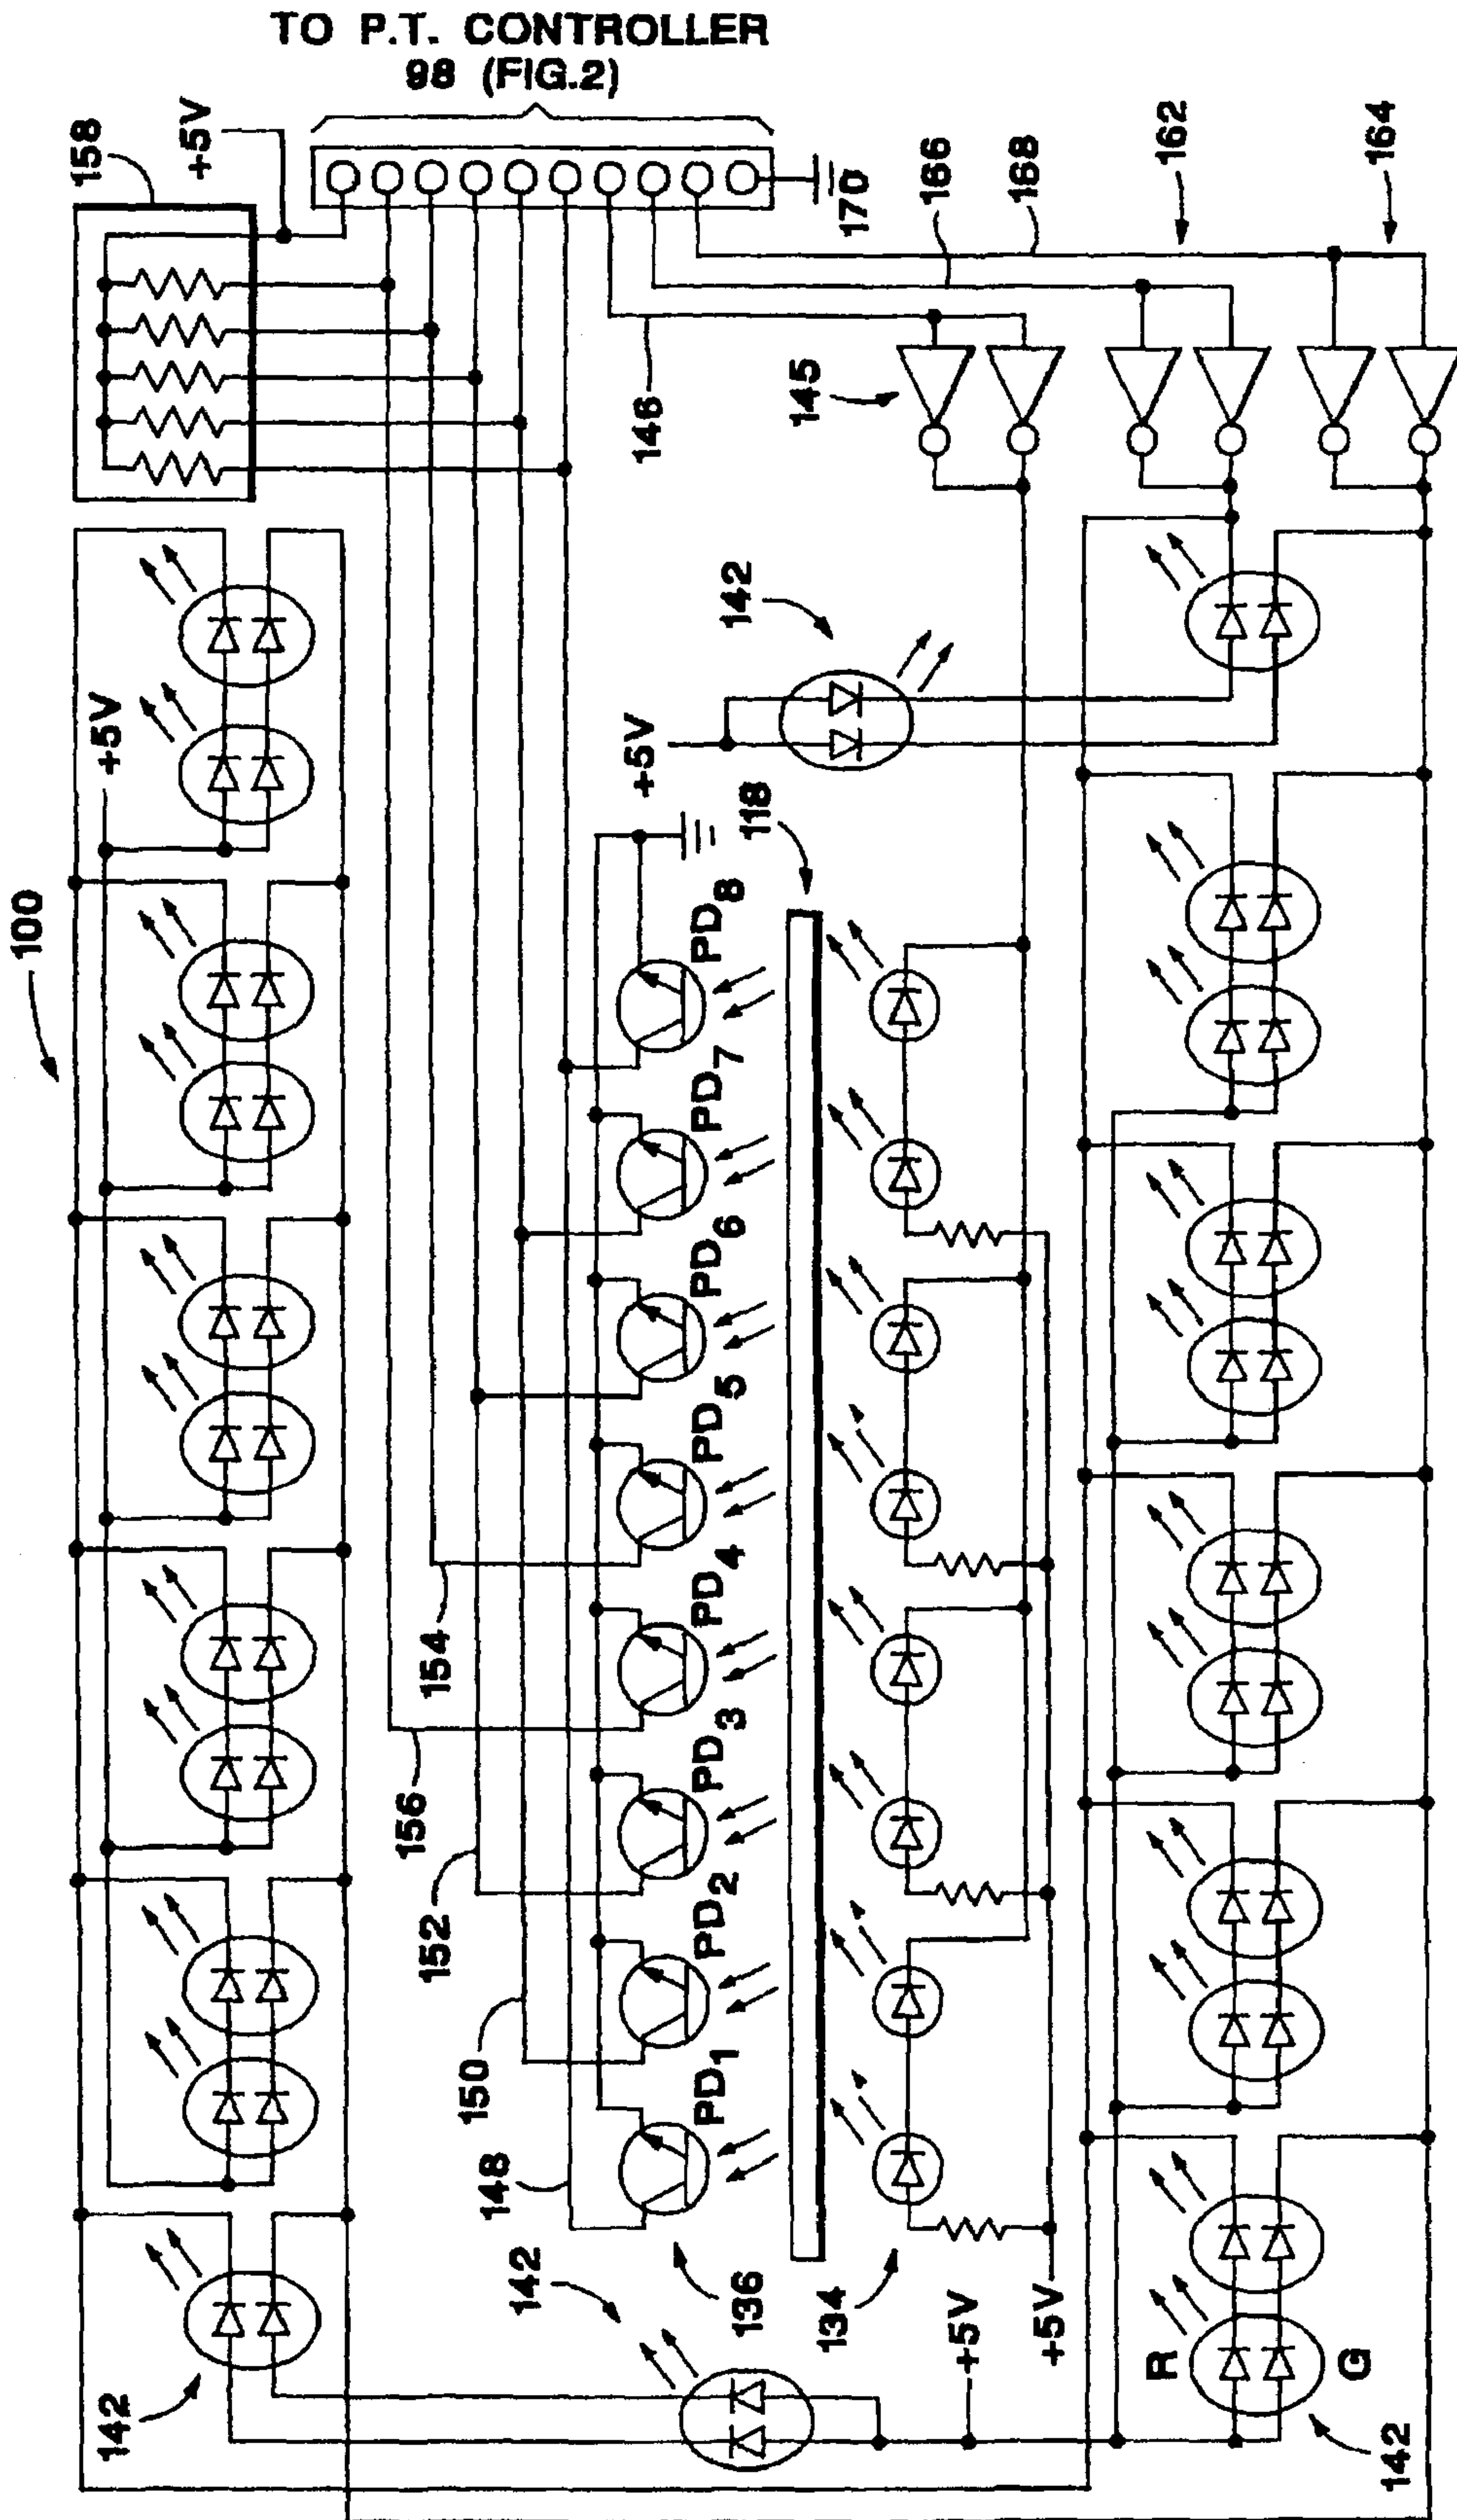 TO P.T. CONTROLLER
98 (FIG.2)
158
+5V
170
166
168
162
164
146
145
100
+5V
142
+5V
118
PD8
PD7
PD6
PD5
PD4
PD3
PD2
PD1
154
156
152
150
148
142
136
134
+5V
+5V
142
R
G
142